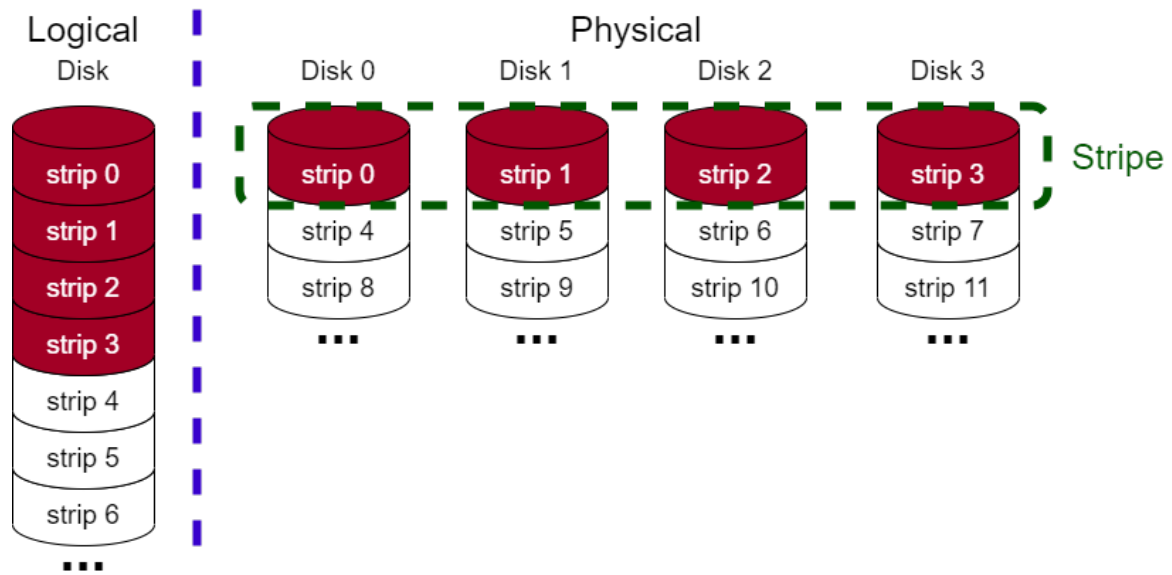 Logical
Disk
strip 0
strip 1
strip 2
strip 3
strip 4
strip 5
strip 6
...
Physical
Disk 0 Disk 1 Disk 2 Disk 3
strip 0 strip 1 strip 2 strip 3
Stripe
strip 4 strip 5 strip 6 strip 7
strip 8 strip 9 strip 10 strip 11
... ... ... ...